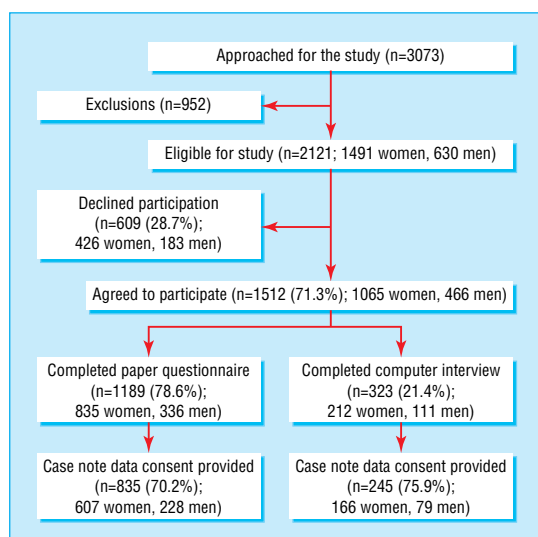 Approached for the study (n=3073)
Exclusions (n=952)
Eligible for study (n=2121; 1491 women, 630 men)
Declined participation
(n=609 (28.7%);
426 women, 183 men)
Agreed to participate (n=1512 (71.3%); 1065 women, 466 men)
Completed paper questionnaire
(n=1189 (78.6%);
835 women, 336 men)
Completed computer interview
(n=323 (21.4%);
212 women, 111 men)
Case note data consent provided
(n=835 (70.2%);
607 women, 228 men)
Case note data consent provided
(n=245 (75.9%);
166 women, 79 men)